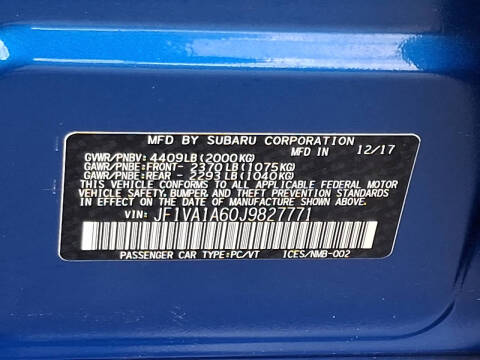 MFD BY SUBARU CORPORATION 12/17
GVWR/PNBV: 4409LB(2000KG)
GAWR/PNBE:FRONT- 2370LB(1075KG)
GAWR/PNBE:REAR - 2293LB(1040KG)
THIS VEHICLE CONFORMS TO ALL APPLICABLE FEDERAL MOTOR
VEHICLE SAFETY, BUMPER, AND THEFT PREVENTION STANDARDS
IN EFFECT ON THE DATE OF MANUFACTURE SHOWN ABOVE.
VIN: JF1VA1A60J9827771
PASSENGER CAR TYPE:PC/VT ICES/NMB-002